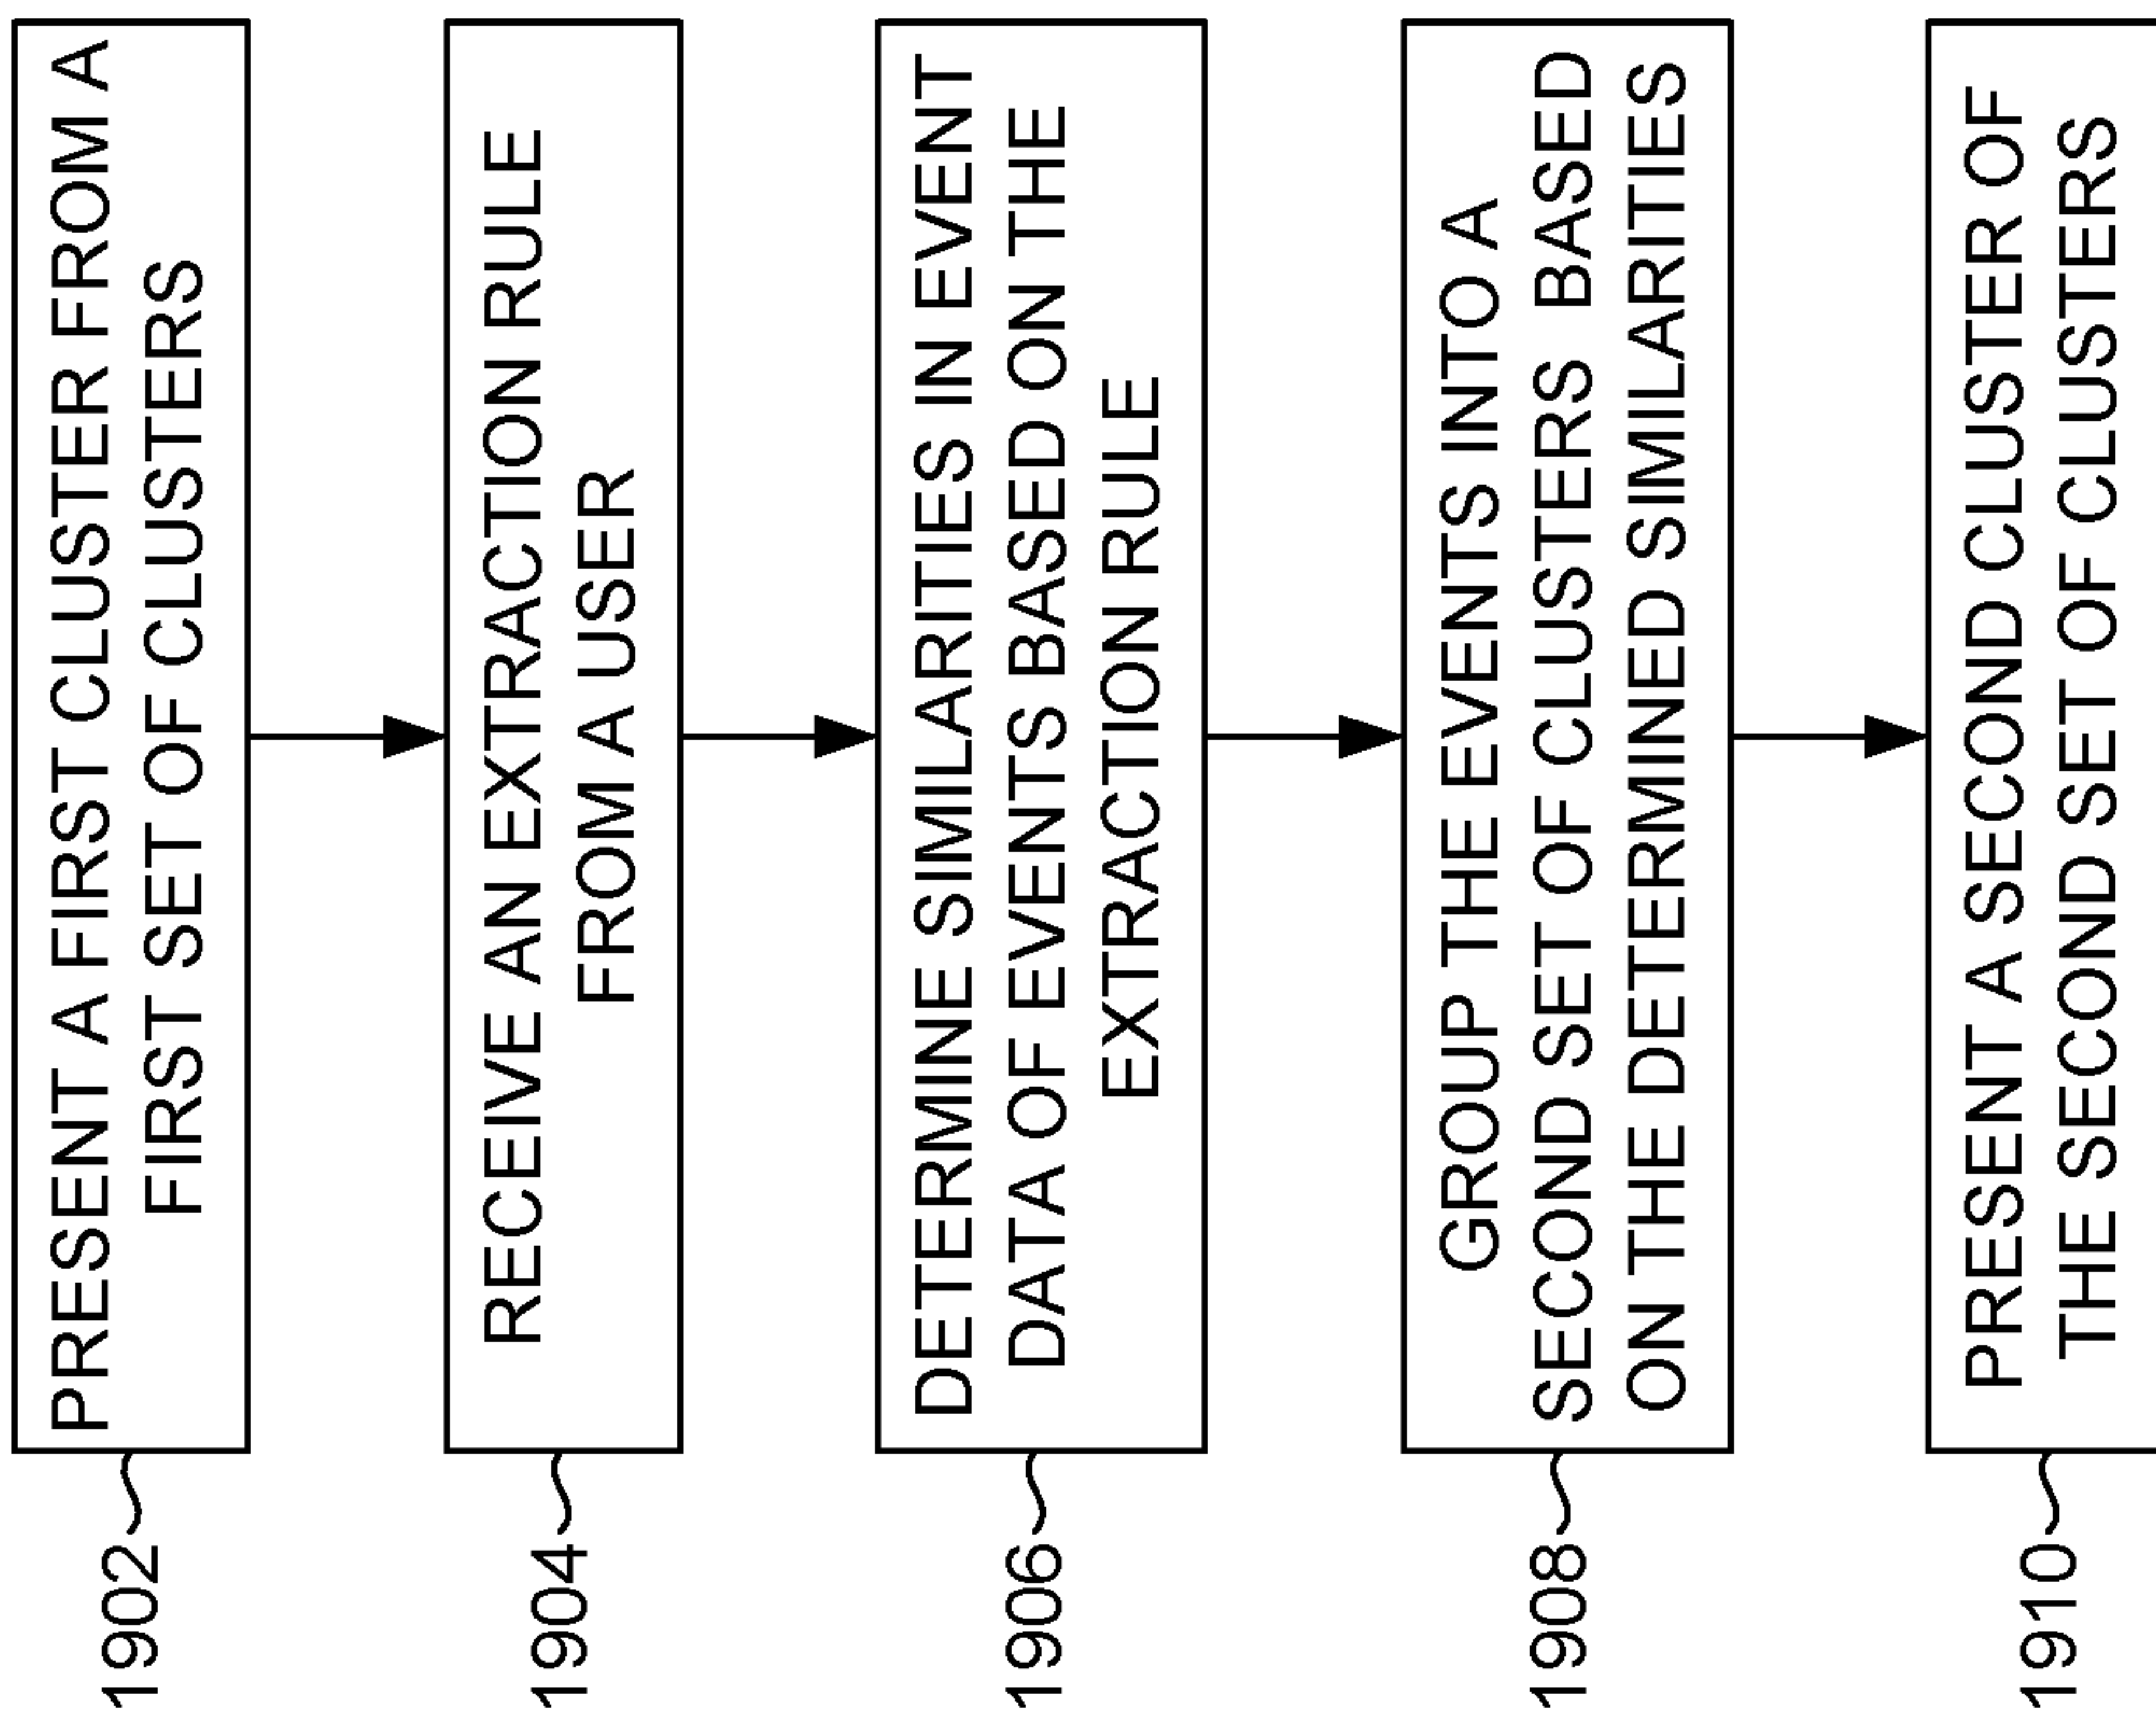 1902
PRESENT A FIRST CLUSTER FROM A
FIRST SET OF CLUSTERS
1904
RECEIVE AN EXTRACTION RULE
FROM A USER
1906
DETERMINE SIMILARITIES IN EVENT
DATA OF EVENTS BASED ON THE
EXTRACTION RULE
1908
GROUP THE EVENTS INTO A
SECOND SET OF CLUSTERS BASED
ON THE DETERMINED SIMILARITIES
1910
PRESENT A SECOND CLUSTER OF
THE SECOND SET OF CLUSTERS